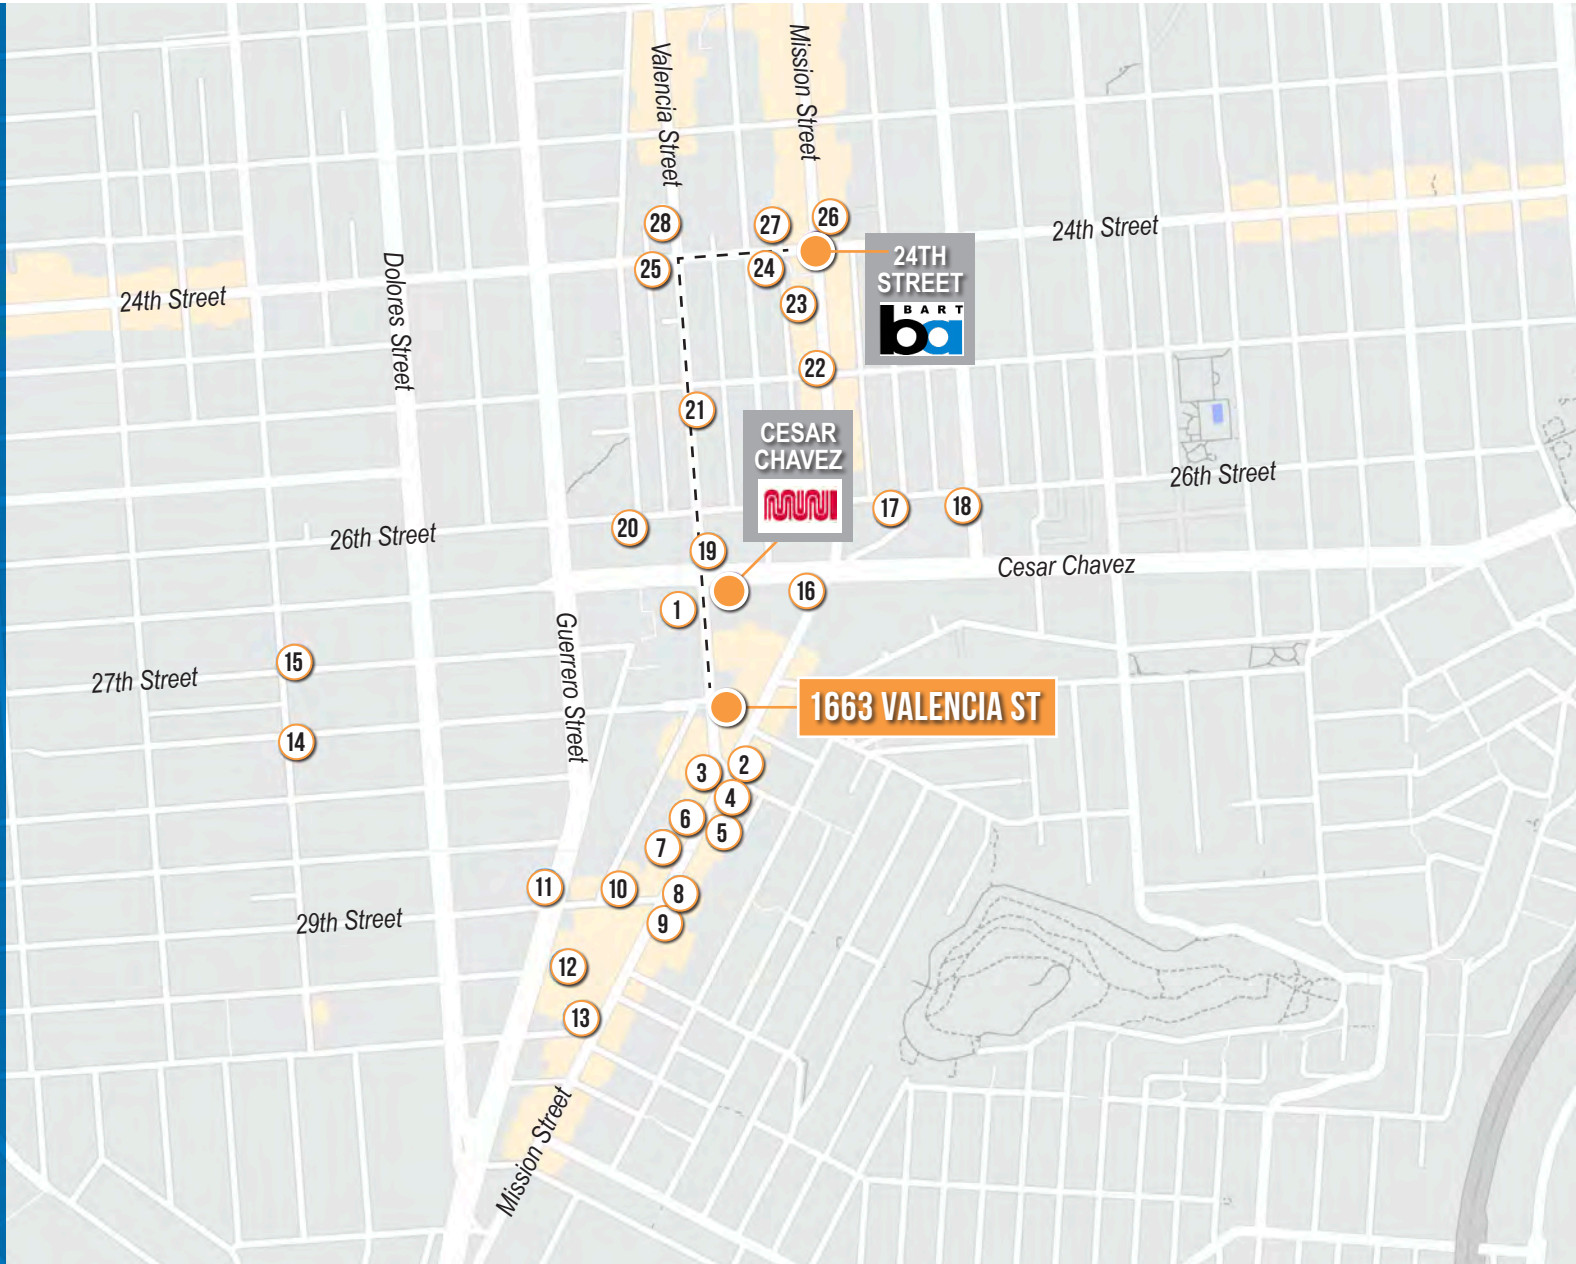 Valencia Street
Mission Street
28
27
26
24th Street
25
24
24TH
STREET
BART
ba
23
24th Street
Dolores Street
22
21
CESAR
CHAVEZ
MUNI
26th Street
17
18
20
26th Street
19
Cesar Chavez
16
1
Guerrero Street
15
27th Street
1663 VALENCIA ST
14
3
2
4
6
5
7
11
10
8
29th Street
9
12
13
Mission Street